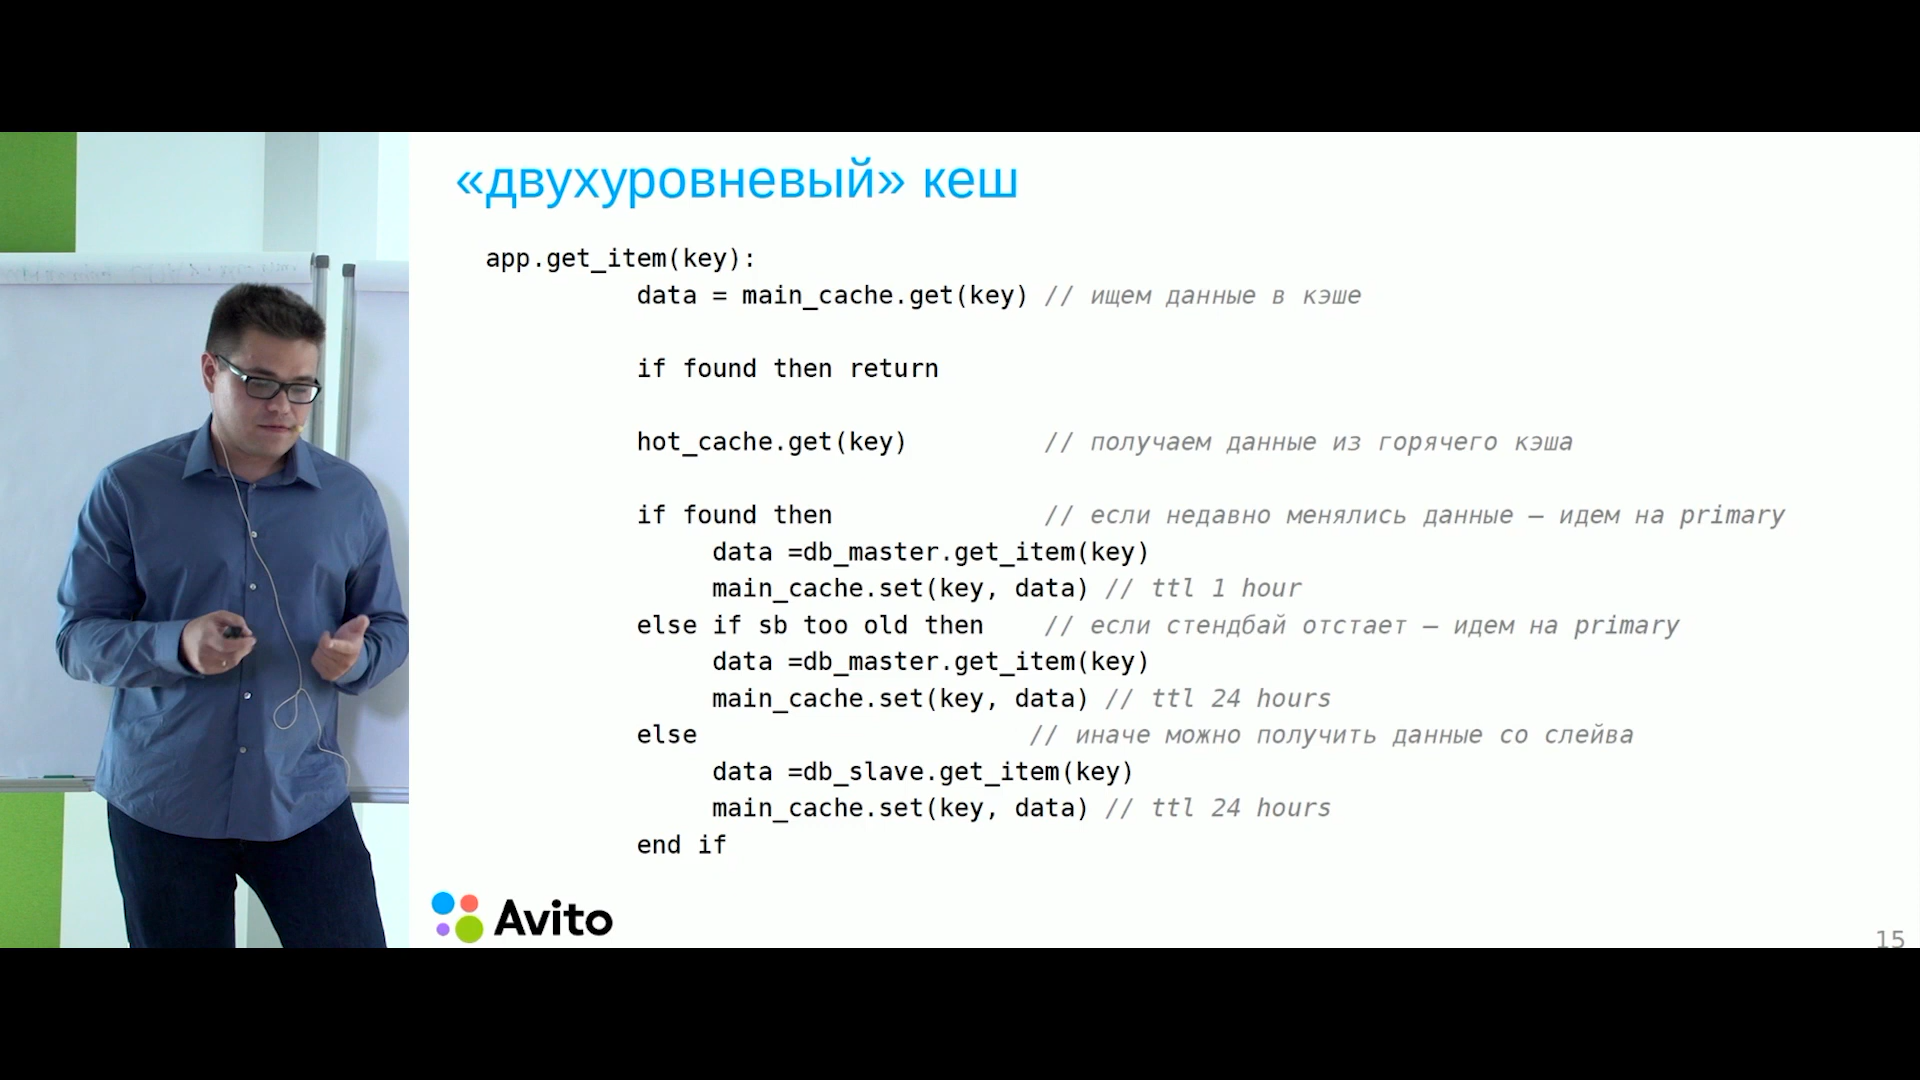 «двухуровневый» кеш
app.get_item(key):
data = main_cache.get(key) // ищем данные в кэше
if found then return
hot_cache.get(key) // получаем данные из горячего кэша
if found then // если недавно менялись данные – идем на primary
data =db_master.get_item(key)
main_cache.set(key, data) // ttl 1 hour
else if sb too old then // если стендбай отстает – идем на primary
data =db_master.get_item(key)
main_cache.set(key, data) // ttl 24 hours
else // иначе можно получить данные со слейва
data =db_slave.get_item(key)
main_cache.set(key, data) // ttl 24 hours
end if
Avito
15